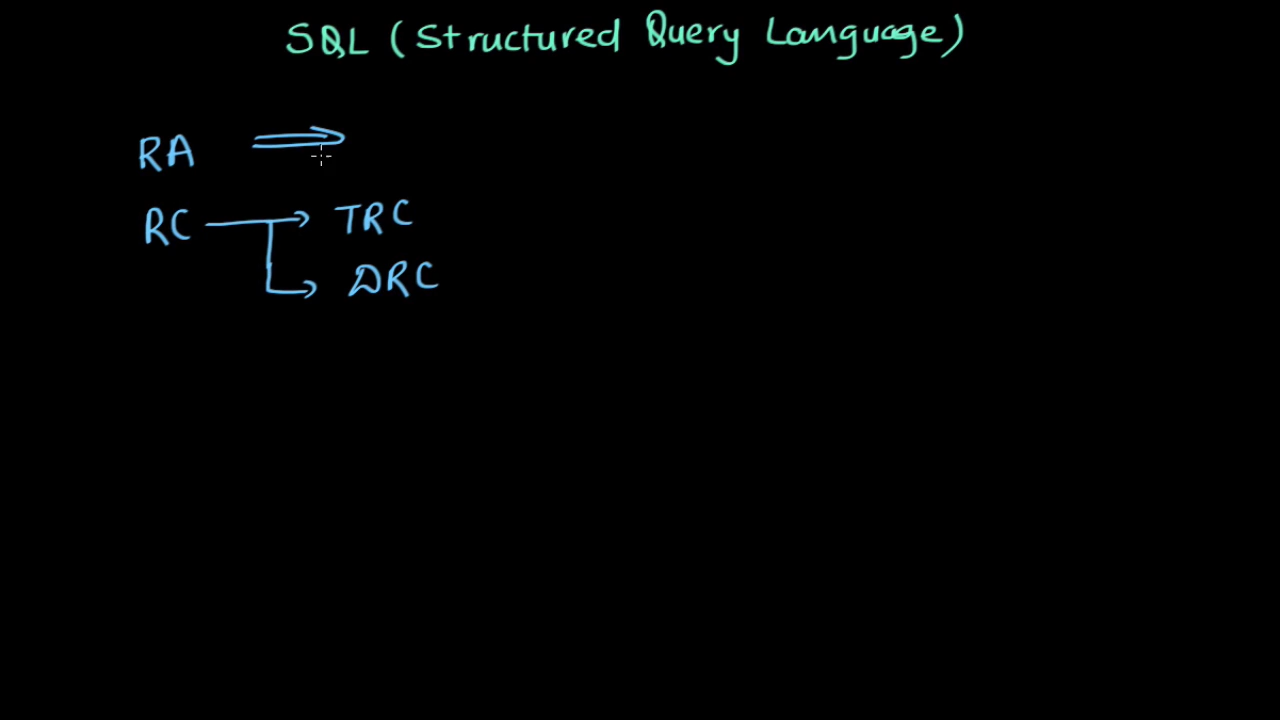 SQL (Structured Query Language)
RA ⇒
RC → TRC
→ DRC